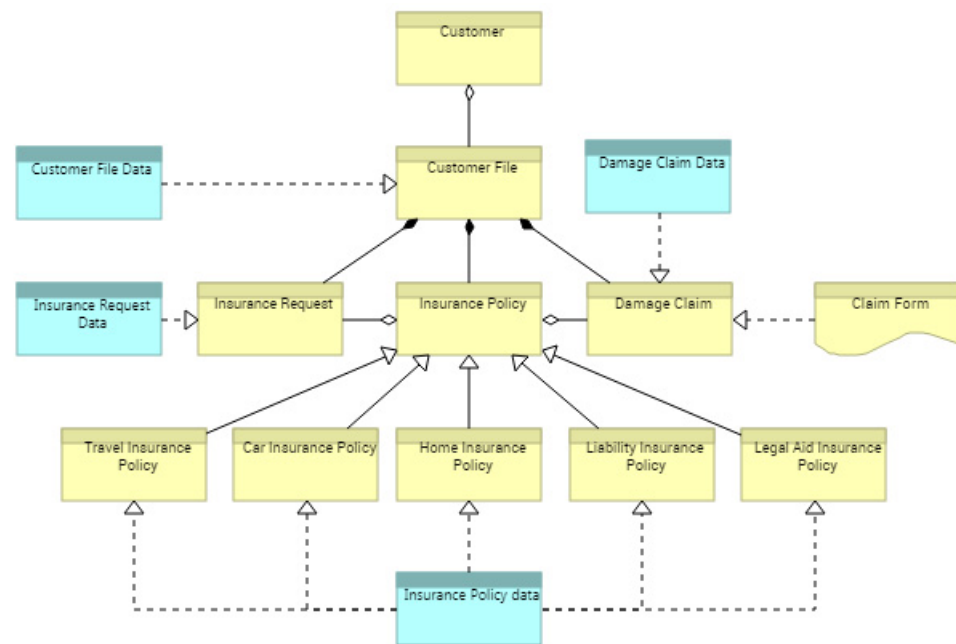 Customer
Customer File Data
Customer File
Damage Claim Data
Insurance Request
Data
Insurance Request
Insurance Policy
Damage Claim
Claim Form
Travel Insurance
Policy
Car Insurance Policy
Home Insurance
Policy
Liability Insurance
Policy
Legal Aid Insurance
Policy
Insurance Policy data